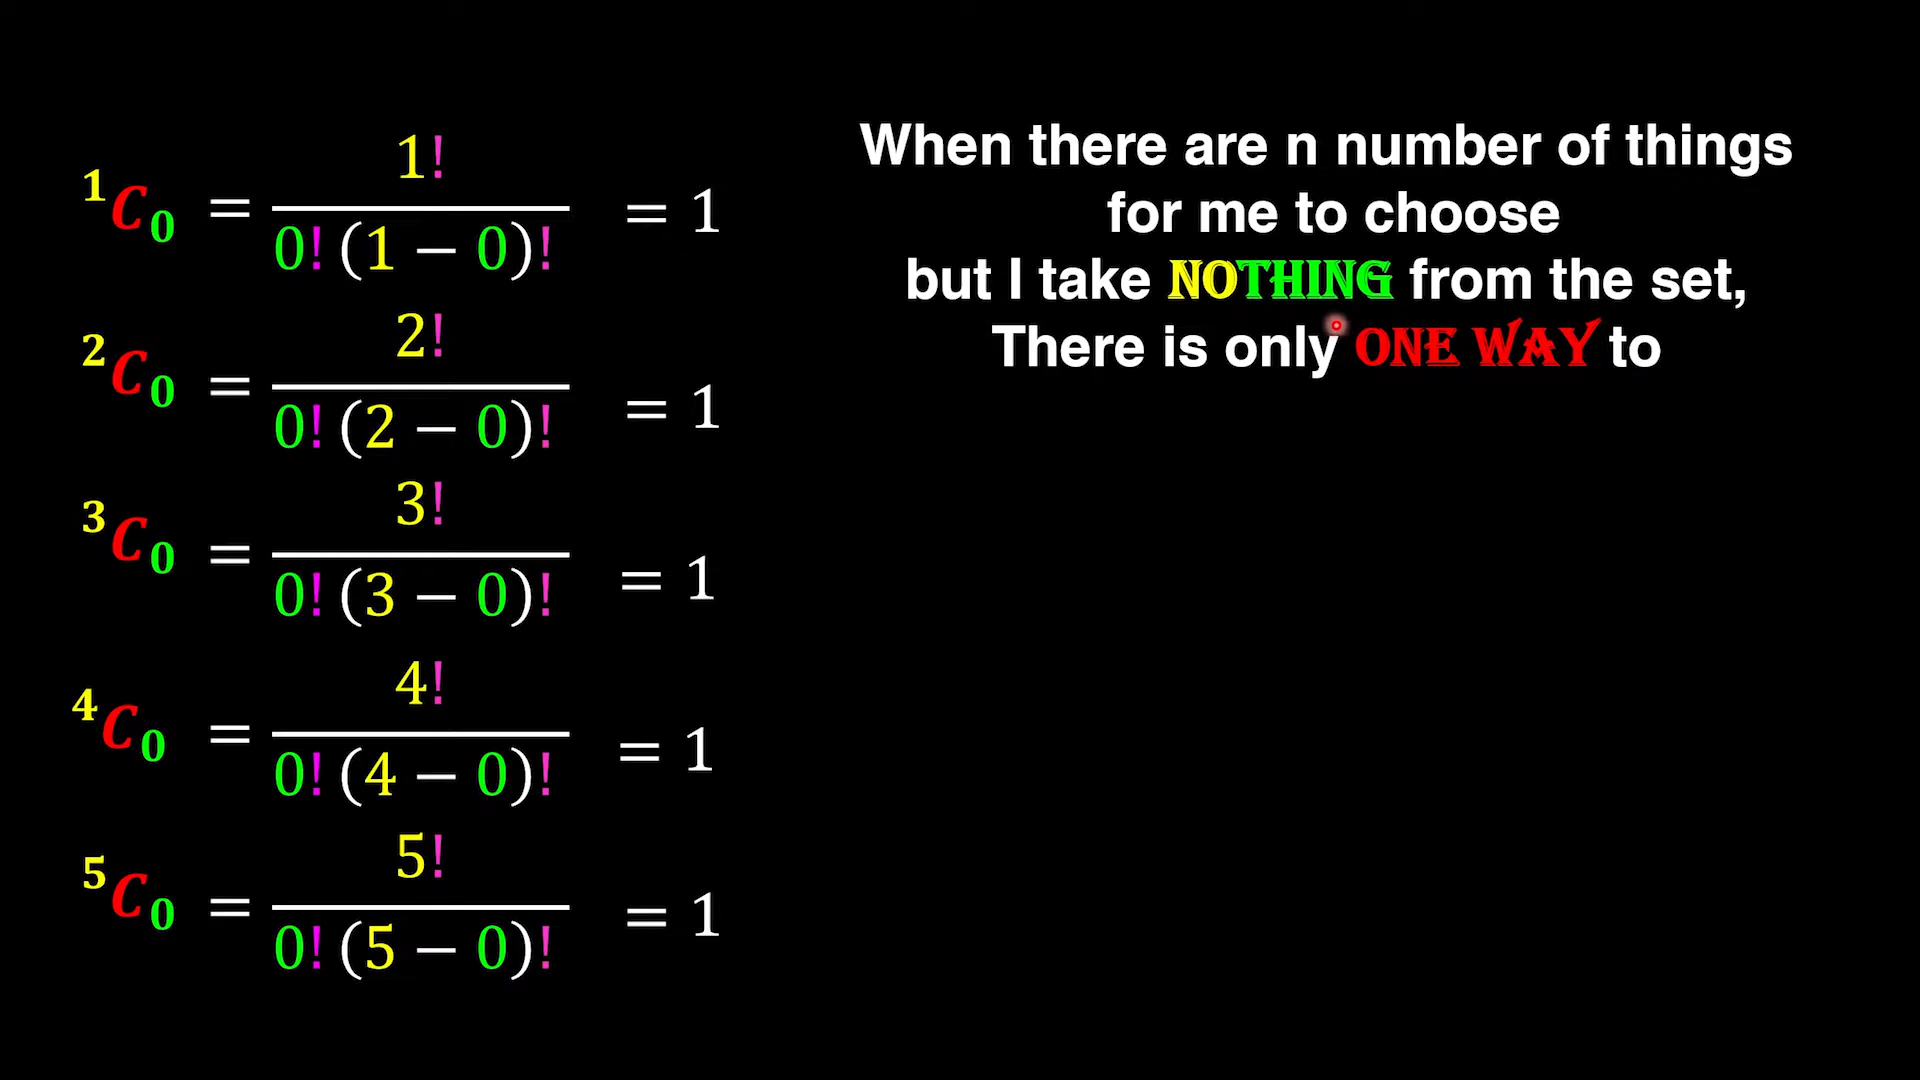 ¹C₀ = 1! / 0! (1 − 0)! = 1
²C₀ = 2! / 0! (2 − 0)! = 1
³C₀ = 3! / 0! (3 − 0)! = 1
⁴C₀ = 4! / 0! (4 − 0)! = 1
⁵C₀ = 5! / 0! (5 − 0)! = 1
When there are n number of things
for me to choose
but I take NOTHING from the set,
There is only ONE WAY to